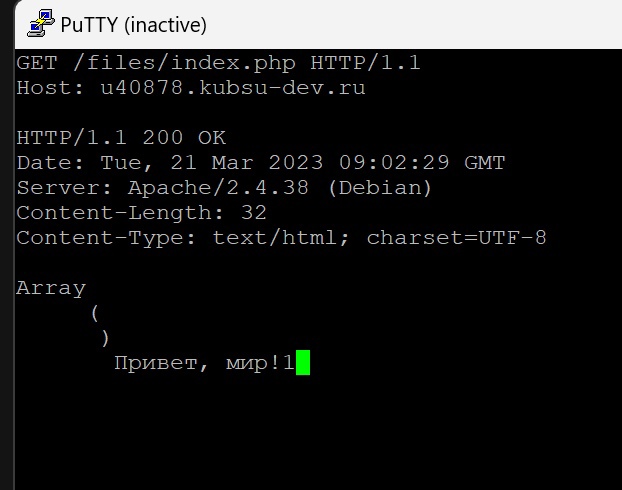 PuTTY (inactive)
GET /files/index.php HTTP/1.1
Host: u40878.kubsu-dev.ru
HTTP/1.1 200 OK
Date: Tue, 21 Mar 2023 09:02:29 GMT
Server: Apache/2.4.38 (Debian)
Content-Length: 32
Content-Type: text/html; charset=UTF-8
Array
(
)
Привет, мир!1